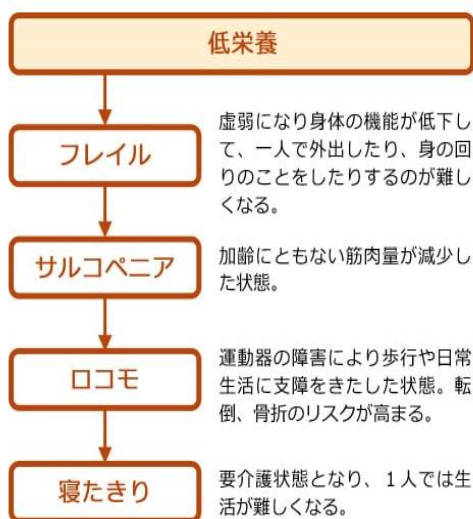 低栄養
フレイル
虚弱になり身体の機能が低下し
て、一人で外出したり、身の回
りのことをしたりするのが難し
くなる。
サルコペニア
加齢にともない筋肉量が減少し
た状態。
ロコモ
運動器の障害により歩行や日常
生活に支障をきたした状態。転
倒、骨折のリスクが高まる。
寝たきり
要介護状態となり、１人では生
活が難しくなる。